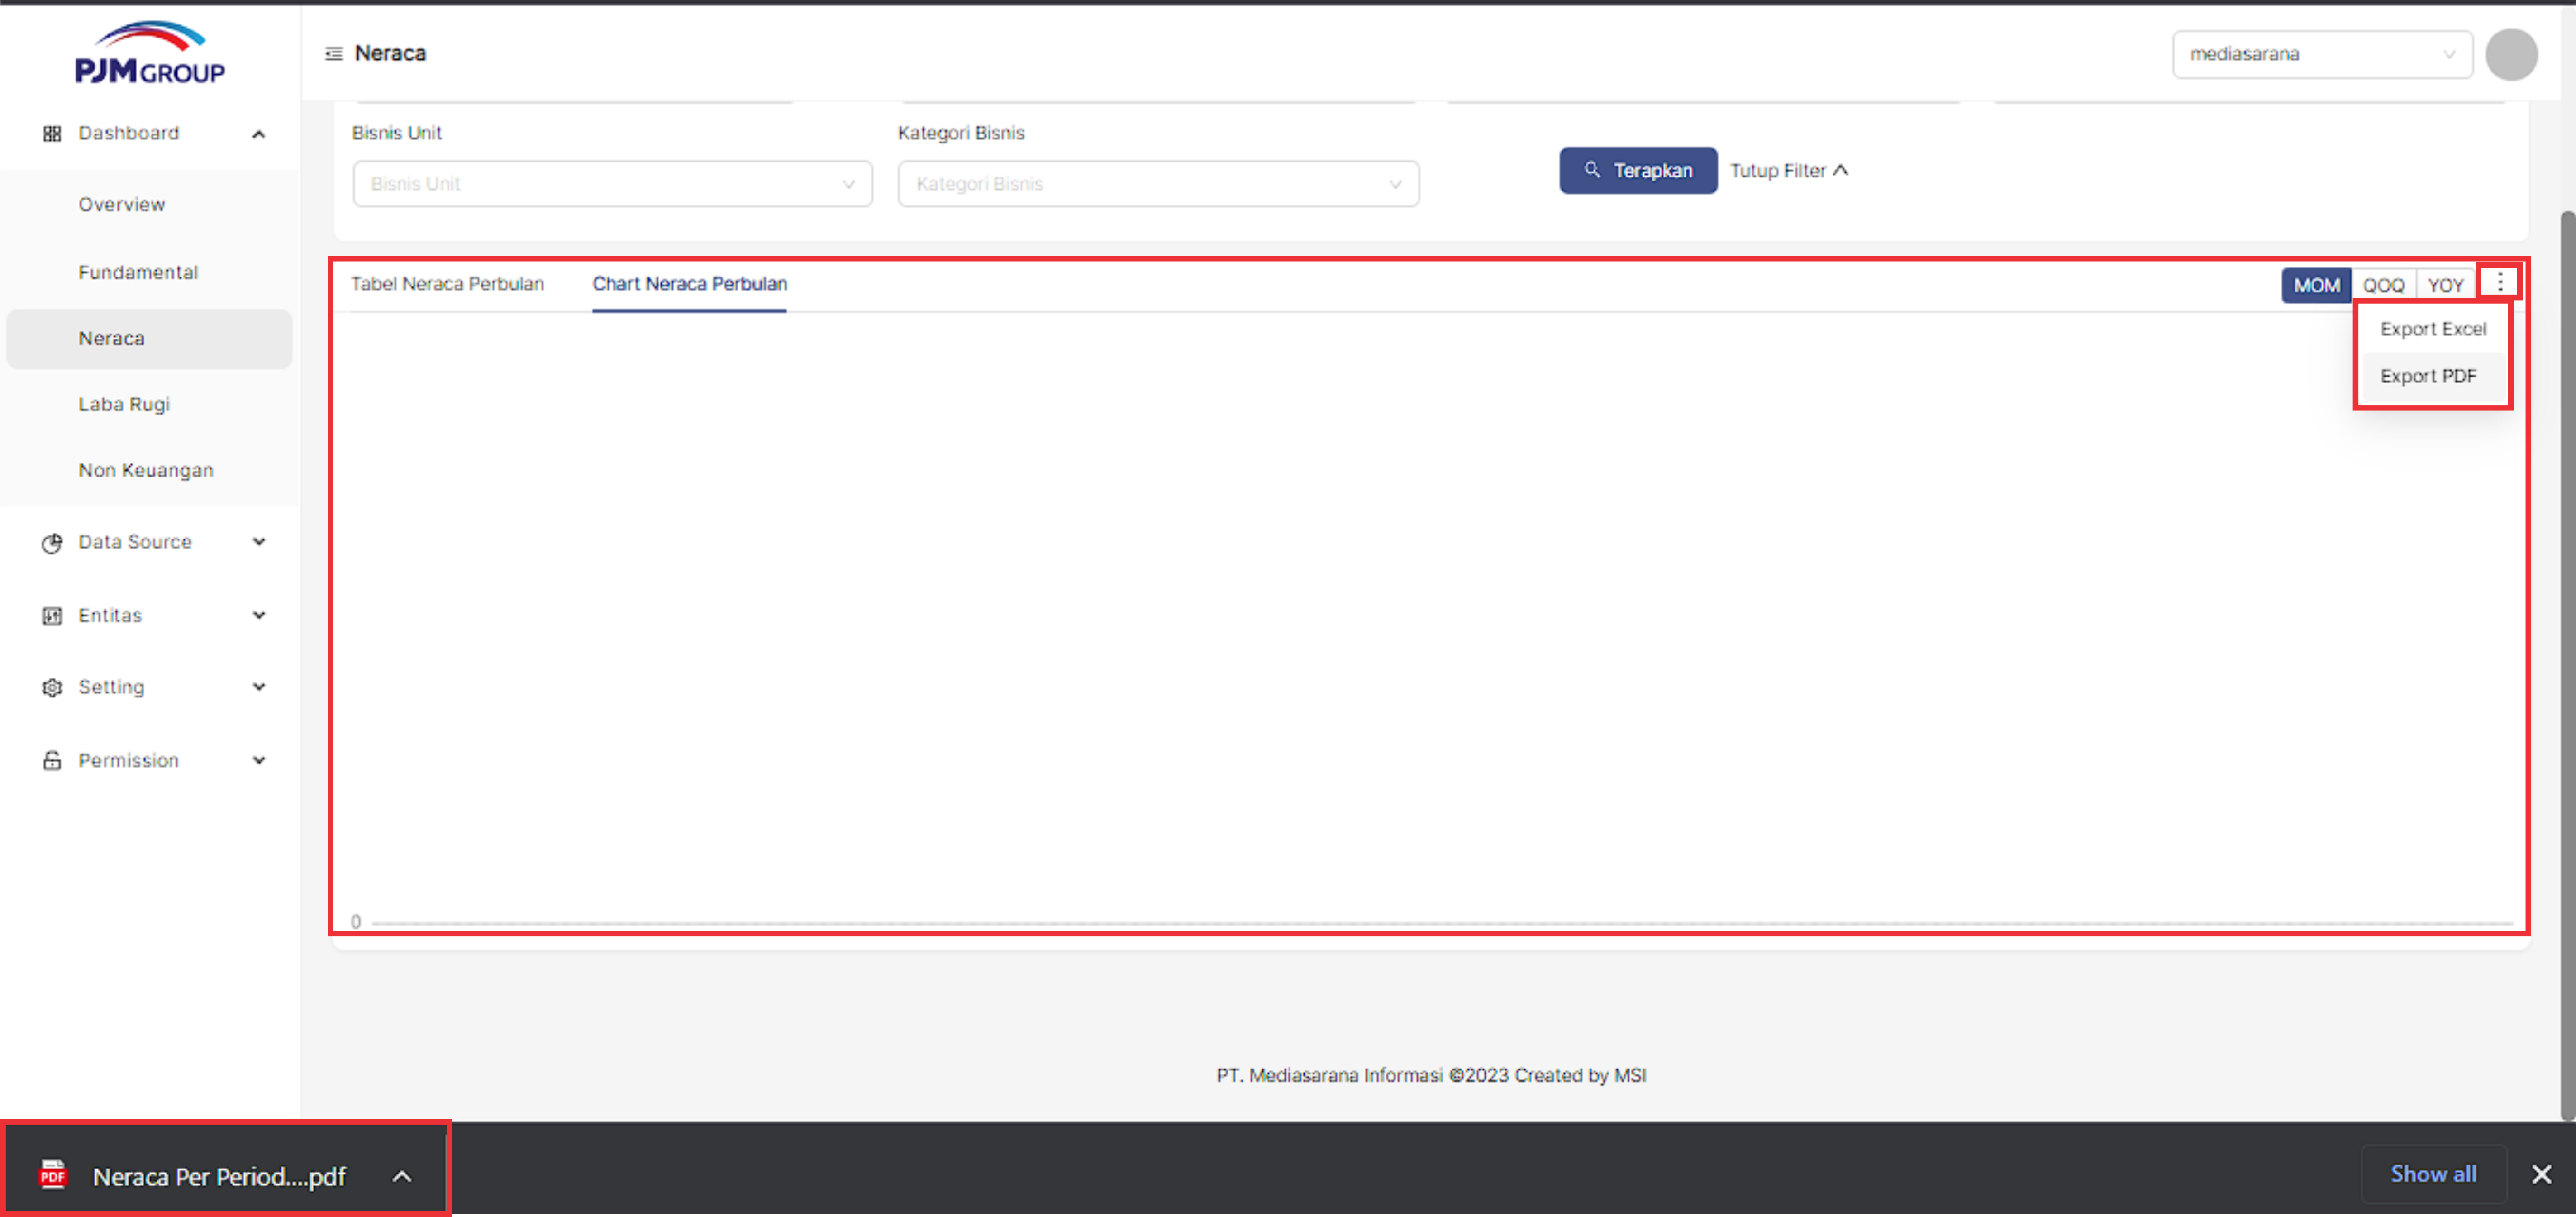 PJM GROUP
Neraca
mediasarana
Dashboard
Overview
Fundamental
Neraca
Laba Rugi
Non Keuangan
Data Source
Entitas
Setting
Permission
Bisnis Unit
Kategori Bisnis
Bisnis Unit
Kategori Bisnis
Terapkan
Tutup Filter
Tabel Neraca Perbulan
Chart Neraca Perbulan
MOM
QOQ
YOY
Export Excel
Export PDF
0
PT. Mediasarana Informasi ©2023 Created by MSI
PDF
Neraca Per Period....pdf
Show all